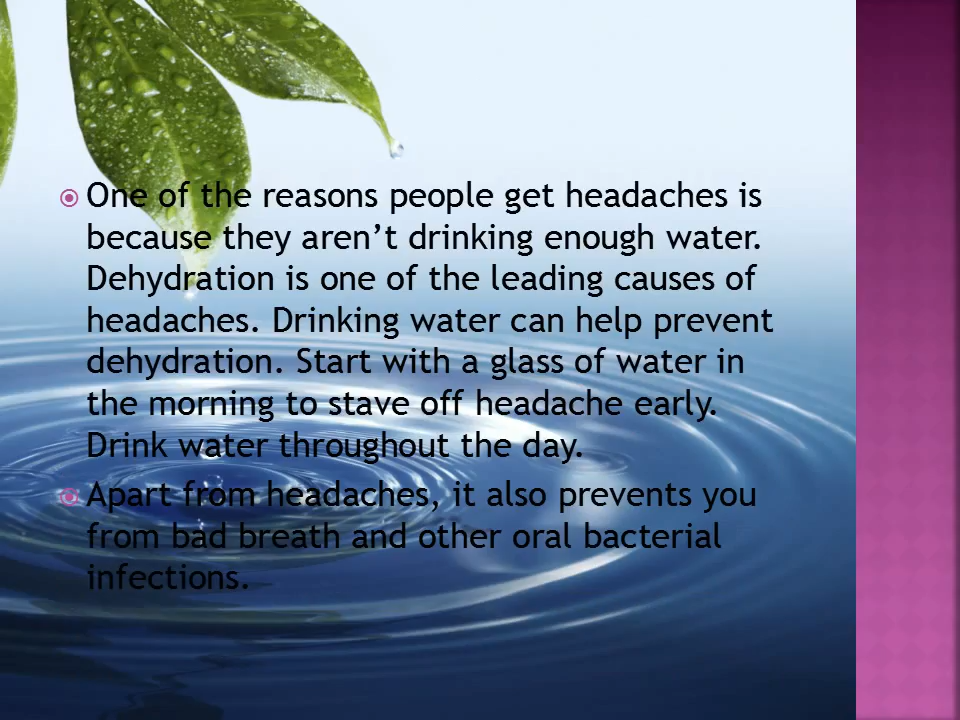 One of the reasons people get headaches is
because they aren’t drinking enough water.
Dehydration is one of the leading causes of
headaches. Drinking water can help prevent
dehydration. Start with a glass of water in
the morning to stave off headache early.
Drink water throughout the day.
Apart from headaches, it also prevents you
from bad breath and other oral bacterial
infections.